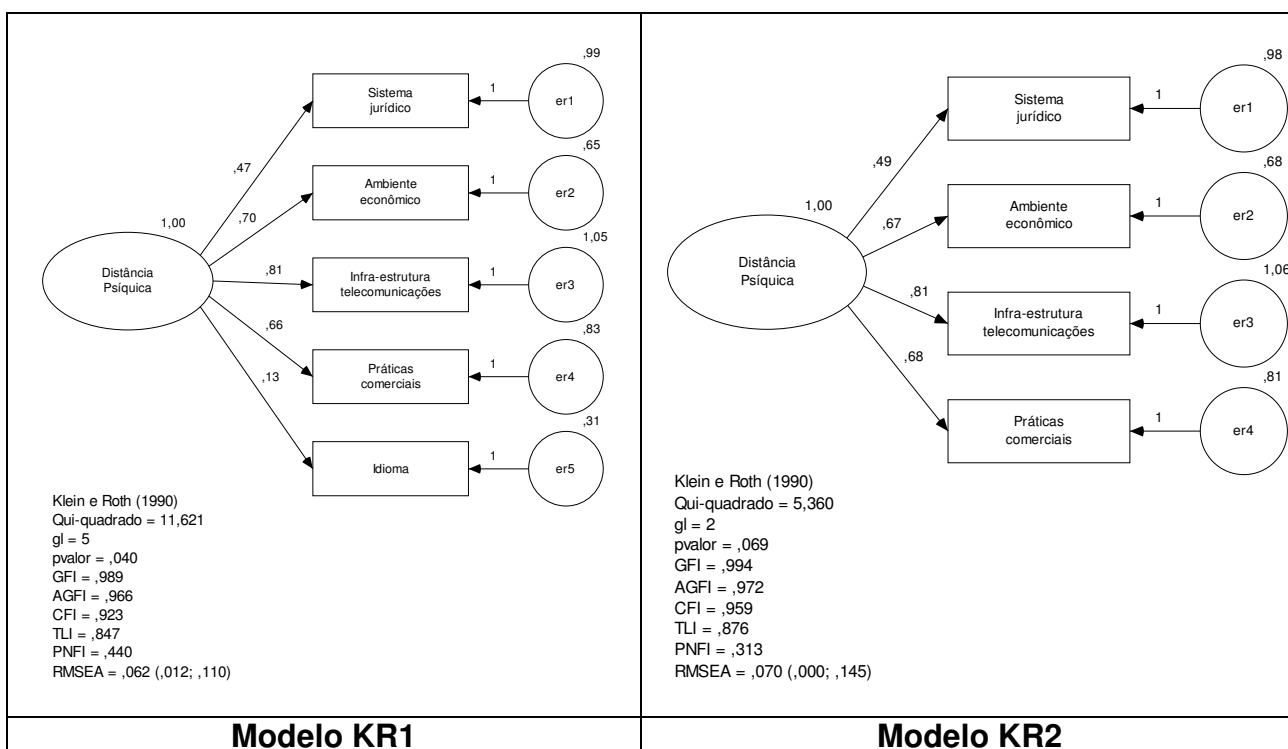 ,99
Sistema
jurídico
1
er1
,47
,65
Ambiente
econômico
1
er2
,70
1,00
1,05
Distância
Psíquica
,81
Infra-estrutura
telecomunicações
1
er3
,66
,83
Práticas
comerciais
1
er4
,13
,31
Idioma
1
er5
Klein e Roth (1990)
Qui-quadrado = 11,621
gl = 5
pvalor = ,040
GFI = ,989
AGFI = ,966
CFI = ,923
TLI = ,847
PNFI = ,440
RMSEA = ,062 (,012; ,110)
Modelo KR1
,98
Sistema
jurídico
1
er1
,49
,68
Ambiente
econômico
1
er2
1,00
,67
Distância
Psíquica
1,06
,81
Infra-estrutura
telecomunicações
1
er3
,68
,81
Práticas
comerciais
1
er4
Klein e Roth (1990)
Qui-quadrado = 5,360
gl = 2
pvalor = ,069
GFI = ,994
AGFI = ,972
CFI = ,959
TLI = ,876
PNFI = ,313
RMSEA = ,070 (,000; ,145)
Modelo KR2